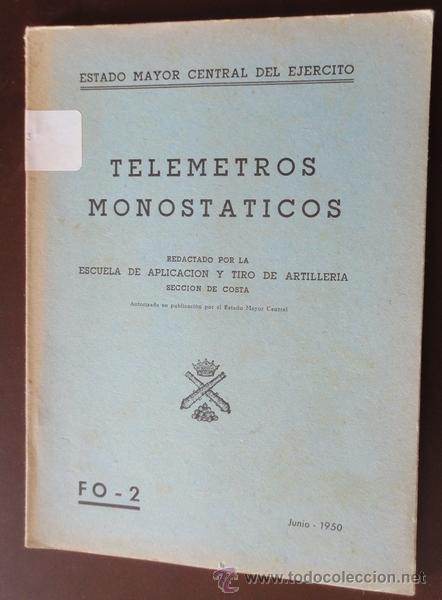 ESTADO MAYOR CENTRAL DEL EJERCITO
TELEMETROS
MONOSTATICOS
REDACTADO POR LA
ESCUELA DE APLICACION Y TIRO DE ARTILLERIA
SECCION DE COSTA
Autorizada su publicación por el Estado Mayor Central
FO - 2
Junio - 1950
todocoleccion
www.todocoleccion.net